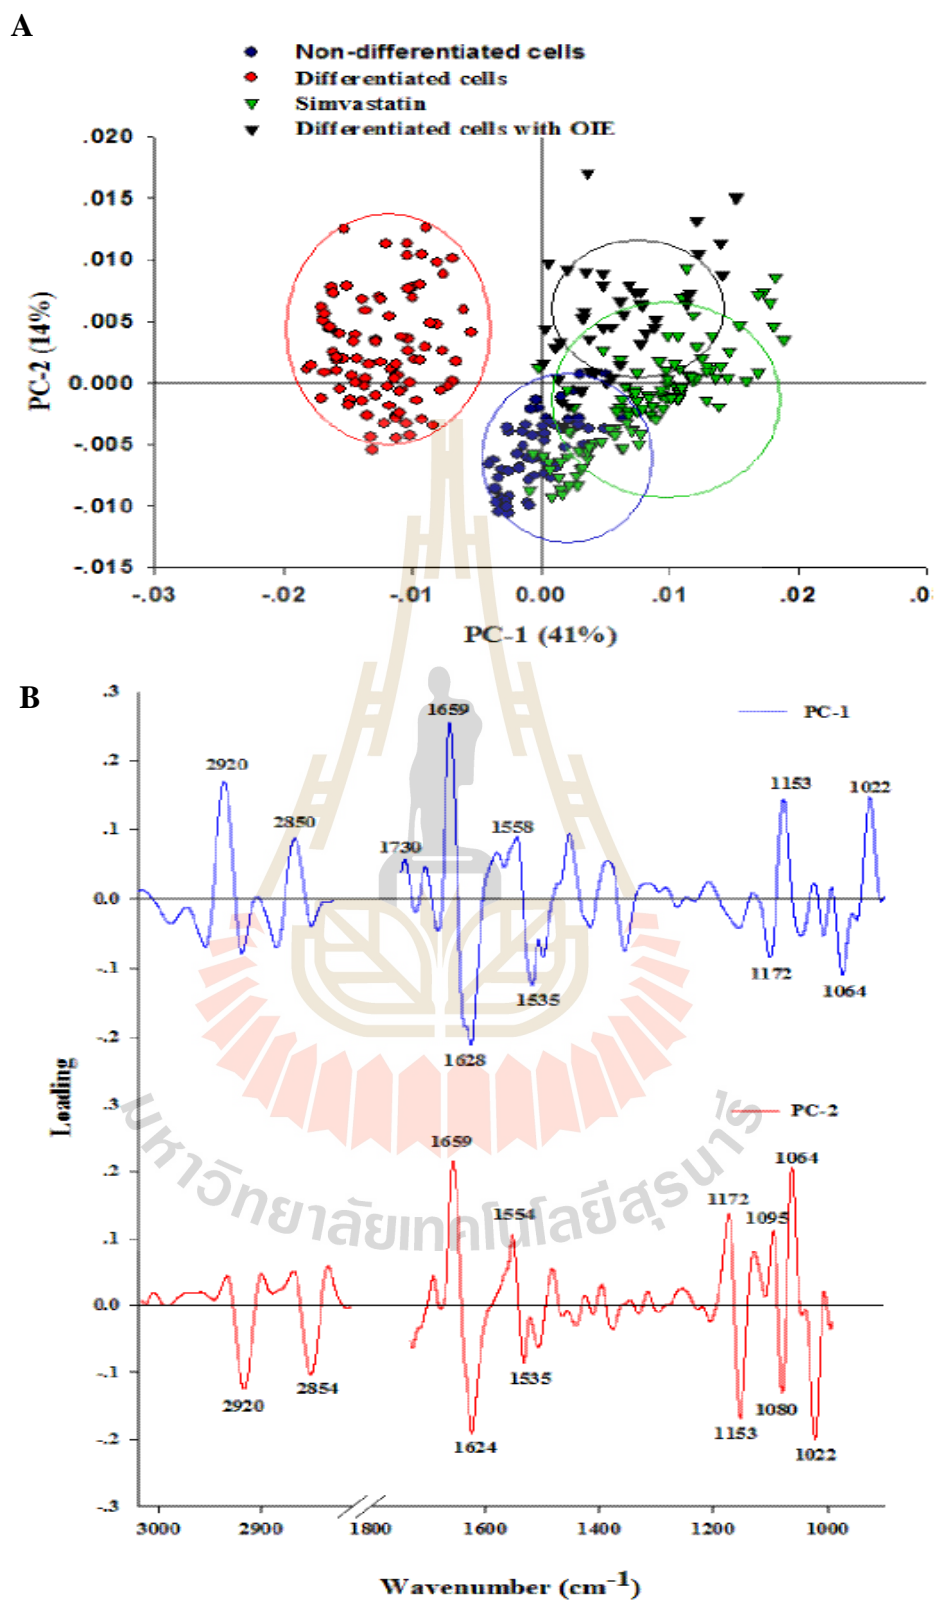 A
Non-differentiated cells
Differentiated cells
Simvastatin
Differentiated cells with OIE
.020
.015
.010
.005
0.000
-.005
-.010
-.015
PC-2 (14%)
-.03 -.02 -.01 0.00 .01 .02 .0
PC-1 (41%)
B
.3
.2
.1
0.0
-.1
-.2
PC-1
2920
2850
1730
1659
1628
1558
1535
1172
1153
1064
1022
Loading
.3
.2
.1
0.0
-.1
-.2
-.3
PC-2
2920
2854
1659
1624
1554
1535
1172
1153
1095
1080
1064
1022
มหาวิทยาลัยเทคโนโลยีสุรนารี
3000 2900 1800 1600 1400 1200 1000
Wavenumber (cm-1)